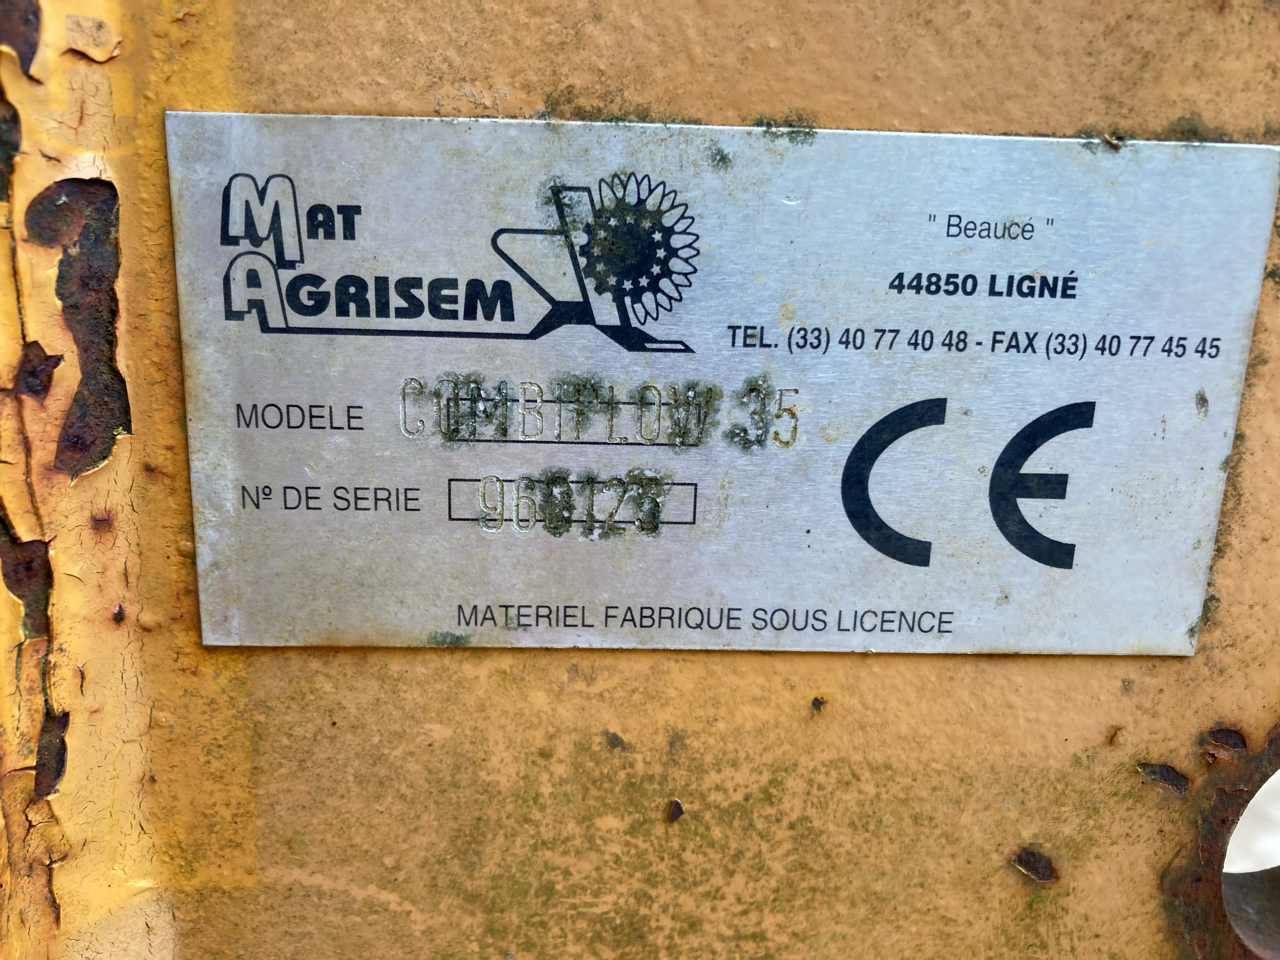 MAT
AGRISEM
" Beaucé "
44850 LIGNÉ
TEL. (33) 40 77 40 48 - FAX (33) 40 77 45 45
MODELE COMBIPLOW 35
Nº DE SERIE
MATERIEL FABRIQUE SOUS LICENCE
CE